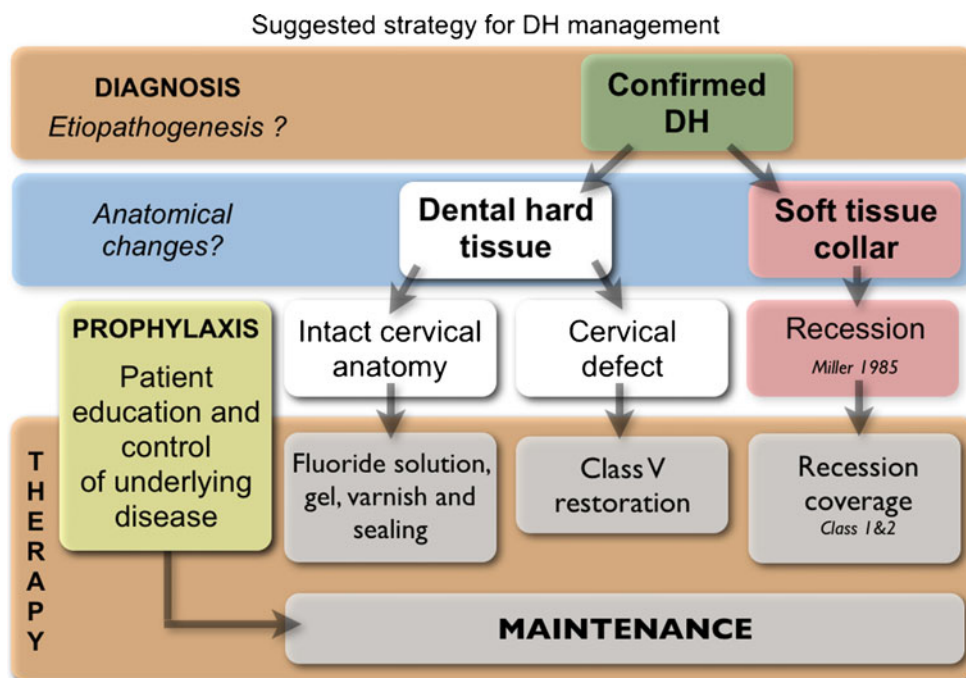 Suggested strategy for DH management
DIAGNOSIS
Etiopathogenesis ?
Confirmed
DH
Anatomical
changes?
Dental hard
tissue
Soft tissue
collar
PROPHYLAXIS
Patient
education and
control
of underlying
disease
Intact cervical
anatomy
Cervical
defect
Recession
Miller 1985
THERAPY
Fluoride solution,
gel, varnish and
sealing
Class V
restoration
Recession
coverage
Class 1&2
MAINTENANCE